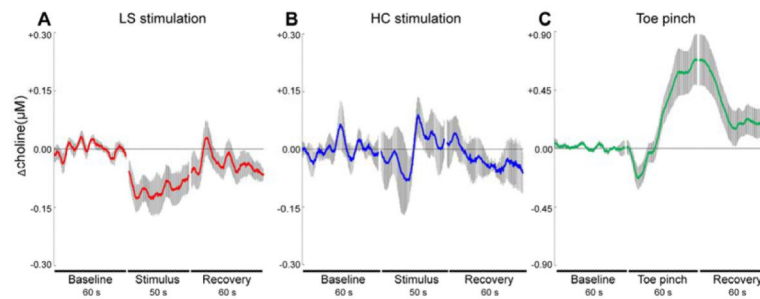 A LS stimulation
B HC stimulation
C Toe pinch
Δcholine(μM)
+0.30
+0.15
0.00
-0.15
-0.30
+0.30
+0.15
0.00
-0.15
-0.30
+0.90
+0.45
0.00
-0.45
-0.90
Baseline Stimulus Recovery
60 s 50 s 60 s
Baseline Stimulus Recovery
60 s 50 s 60 s
Baseline Toe pinch Recovery
60 s 60 s 60 s